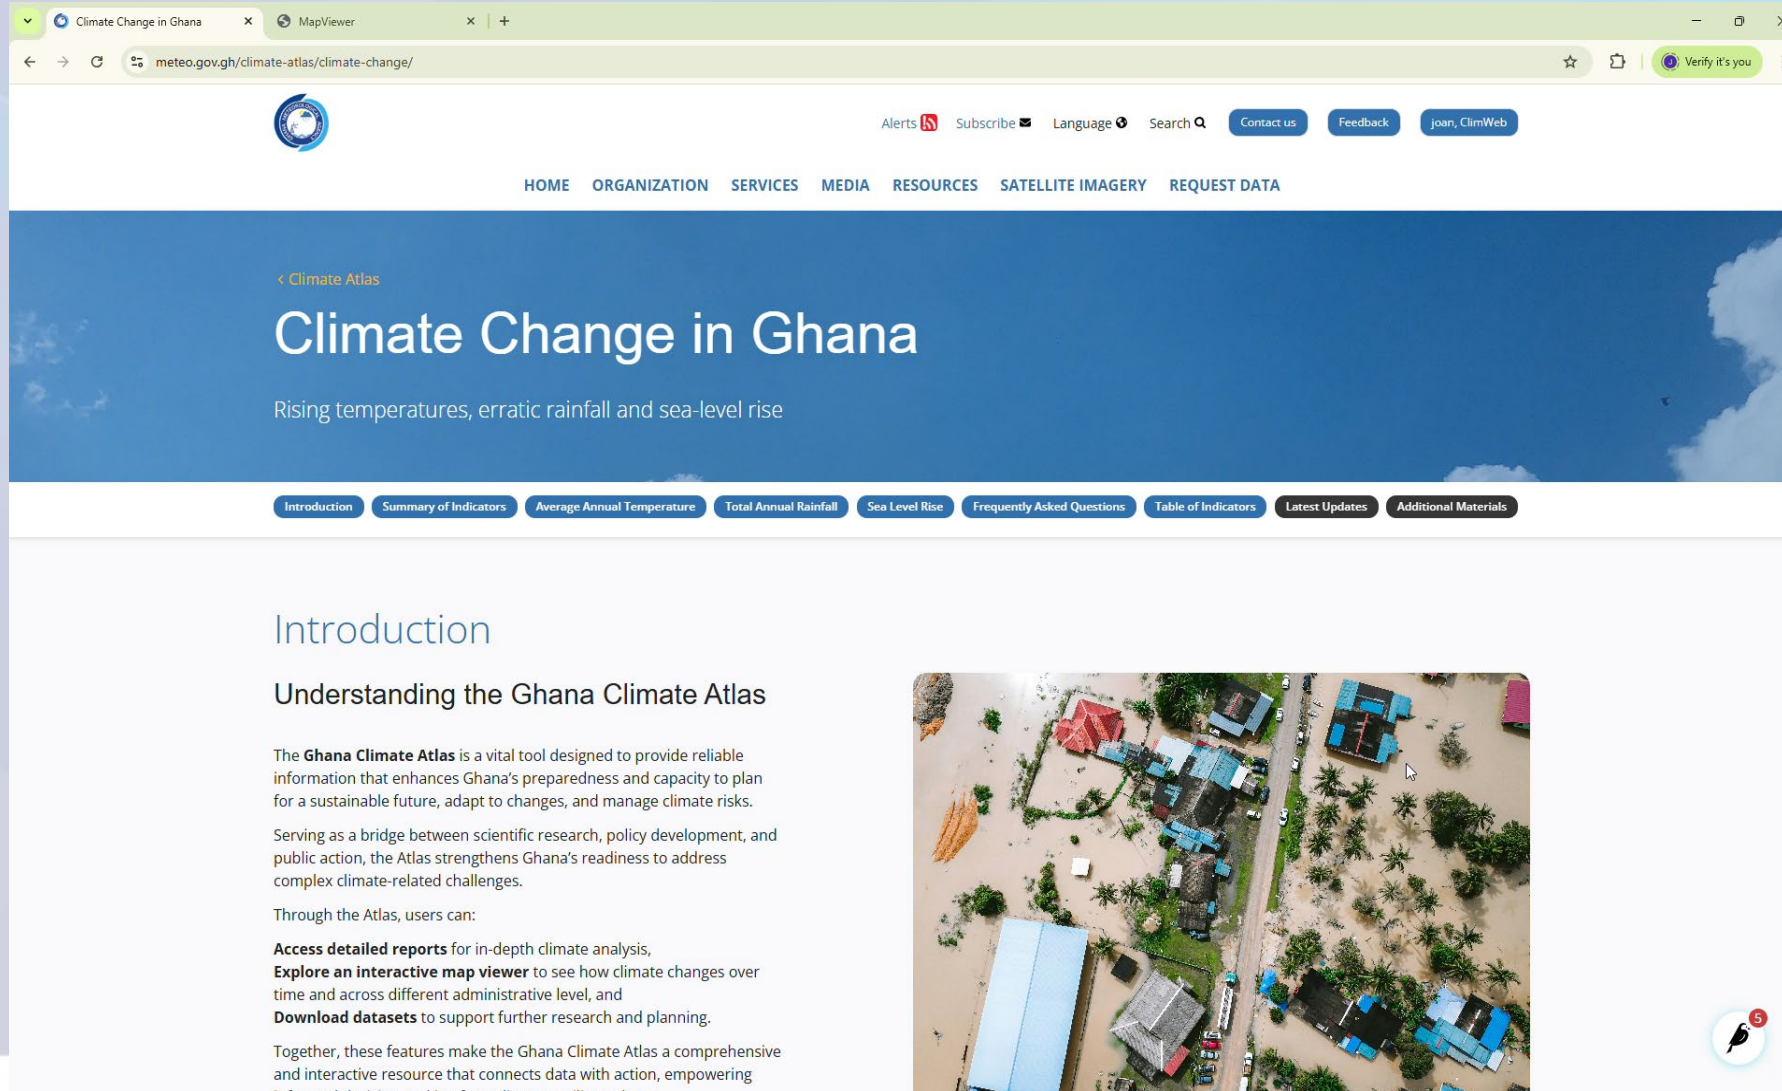 Climate Change in Ghana
MapViewer
meteo.gov.gh/climate-atlas/climate-change/
Verify it's you
Alerts
Subscribe
Language
Search
Contact us
Feedback
joan, ClimWeb
HOME
ORGANIZATION
SERVICES
MEDIA
RESOURCES
SATELLITE IMAGERY
REQUEST DATA
< Climate Atlas
Climate Change in Ghana
Rising temperatures, erratic rainfall and sea-level rise
Introduction
Summary of Indicators
Average Annual Temperature
Total Annual Rainfall
Sea Level Rise
Frequently Asked Questions
Table of Indicators
Latest Updates
Additional Materials
Introduction
Understanding the Ghana Climate Atlas
The Ghana Climate Atlas is a vital tool designed to provide reliable
information that enhances Ghana's preparedness and capacity to plan
for a sustainable future, adapt to changes, and manage climate risks.
Serving as a bridge between scientific research, policy development, and
public action, the Atlas strengthens Ghana's readiness to address
complex climate-related challenges.
Through the Atlas, users can:
Access detailed reports for in-depth climate analysis,
Explore an interactive map viewer to see how climate changes over
time and across different administrative level, and
Download datasets to support further research and planning.
Together, these features make the Ghana Climate Atlas a comprehensive
and interactive resource that connects data with action, empowering
5